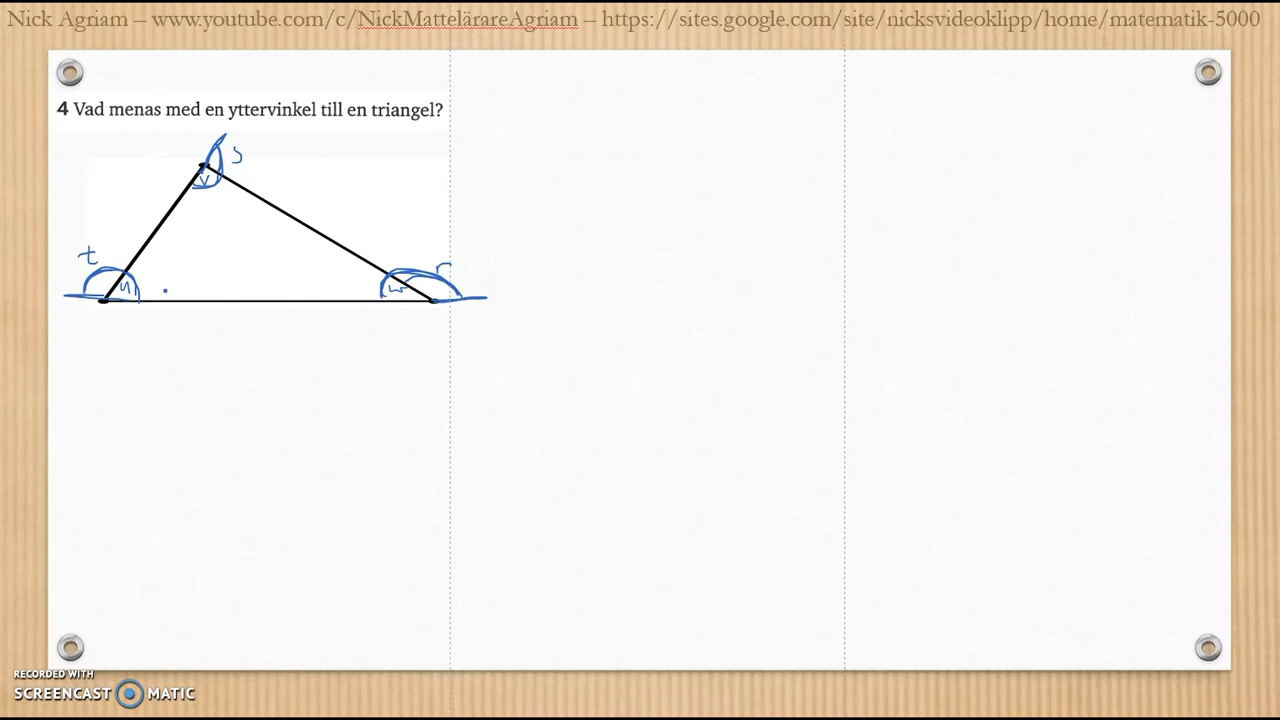 Nick Agriam – www.youtube.com/c/NickMattelärareAgriam – https://sites.google.com/site/nicksvideoklipp/home/matematik-5000
4 Vad menas med en yttervinkel till en triangel?
s
v
t
r
u
w
RECORDED WITH
SCREENCAST MATIC